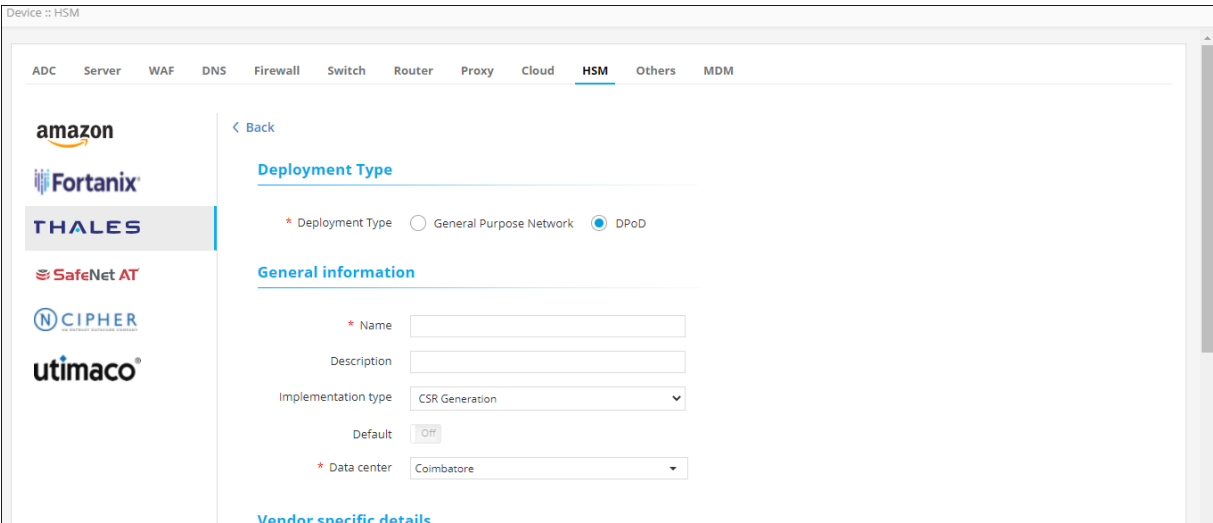 Device :: HSM
ADC Server WAF DNS Firewall Switch Router Proxy Cloud HSM Others MDM
amazon
Fortanix
THALES
SafeNet AT
NCIPHER
utimaco®
< Back
Deployment Type
* Deployment Type General Purpose Network DPoD
General information
* Name
Description
Implementation type CSR Generation
Default Off
* Data center Coimbatore
Vendor specific details